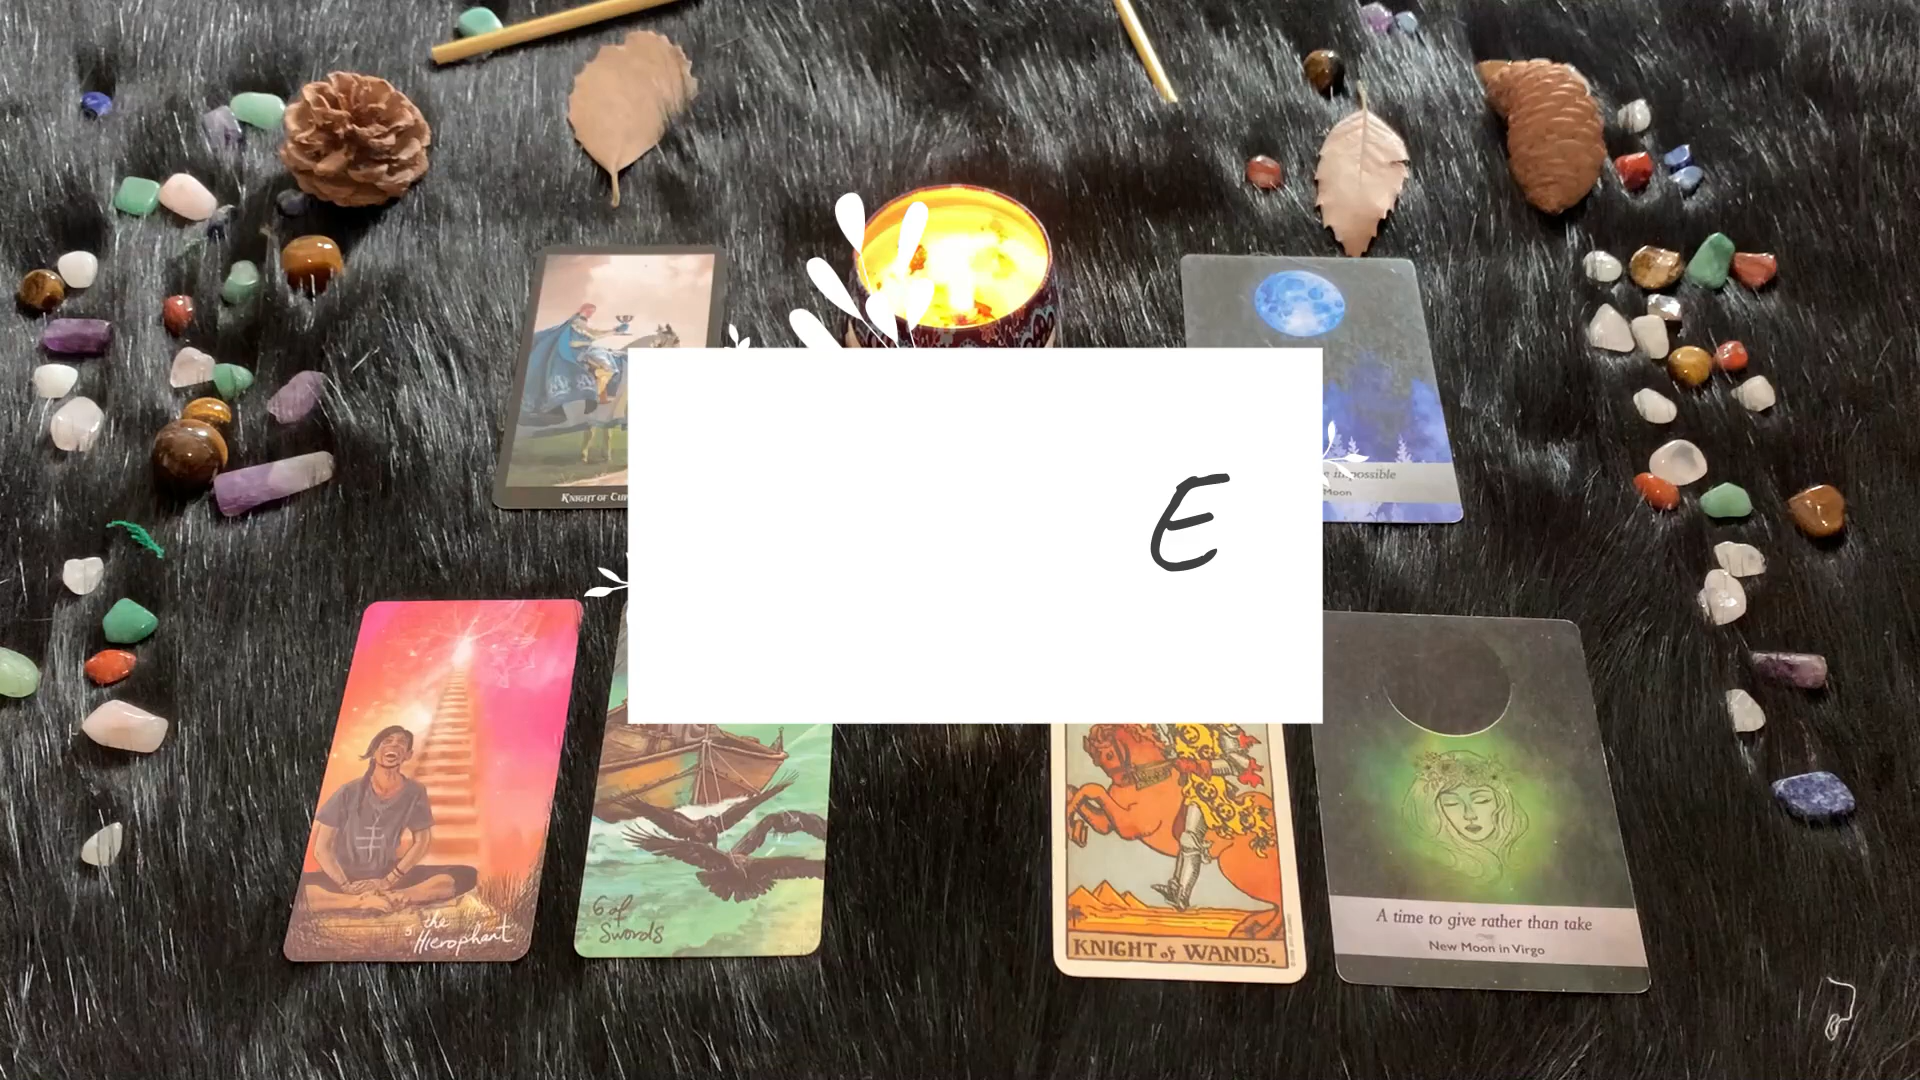 KNIGHT OF
e impossible
Moon
E
5 the
Hierophant
6 of
Swords
KNIGHT of WANDS.
A time to give rather than take
New Moon in Virgo